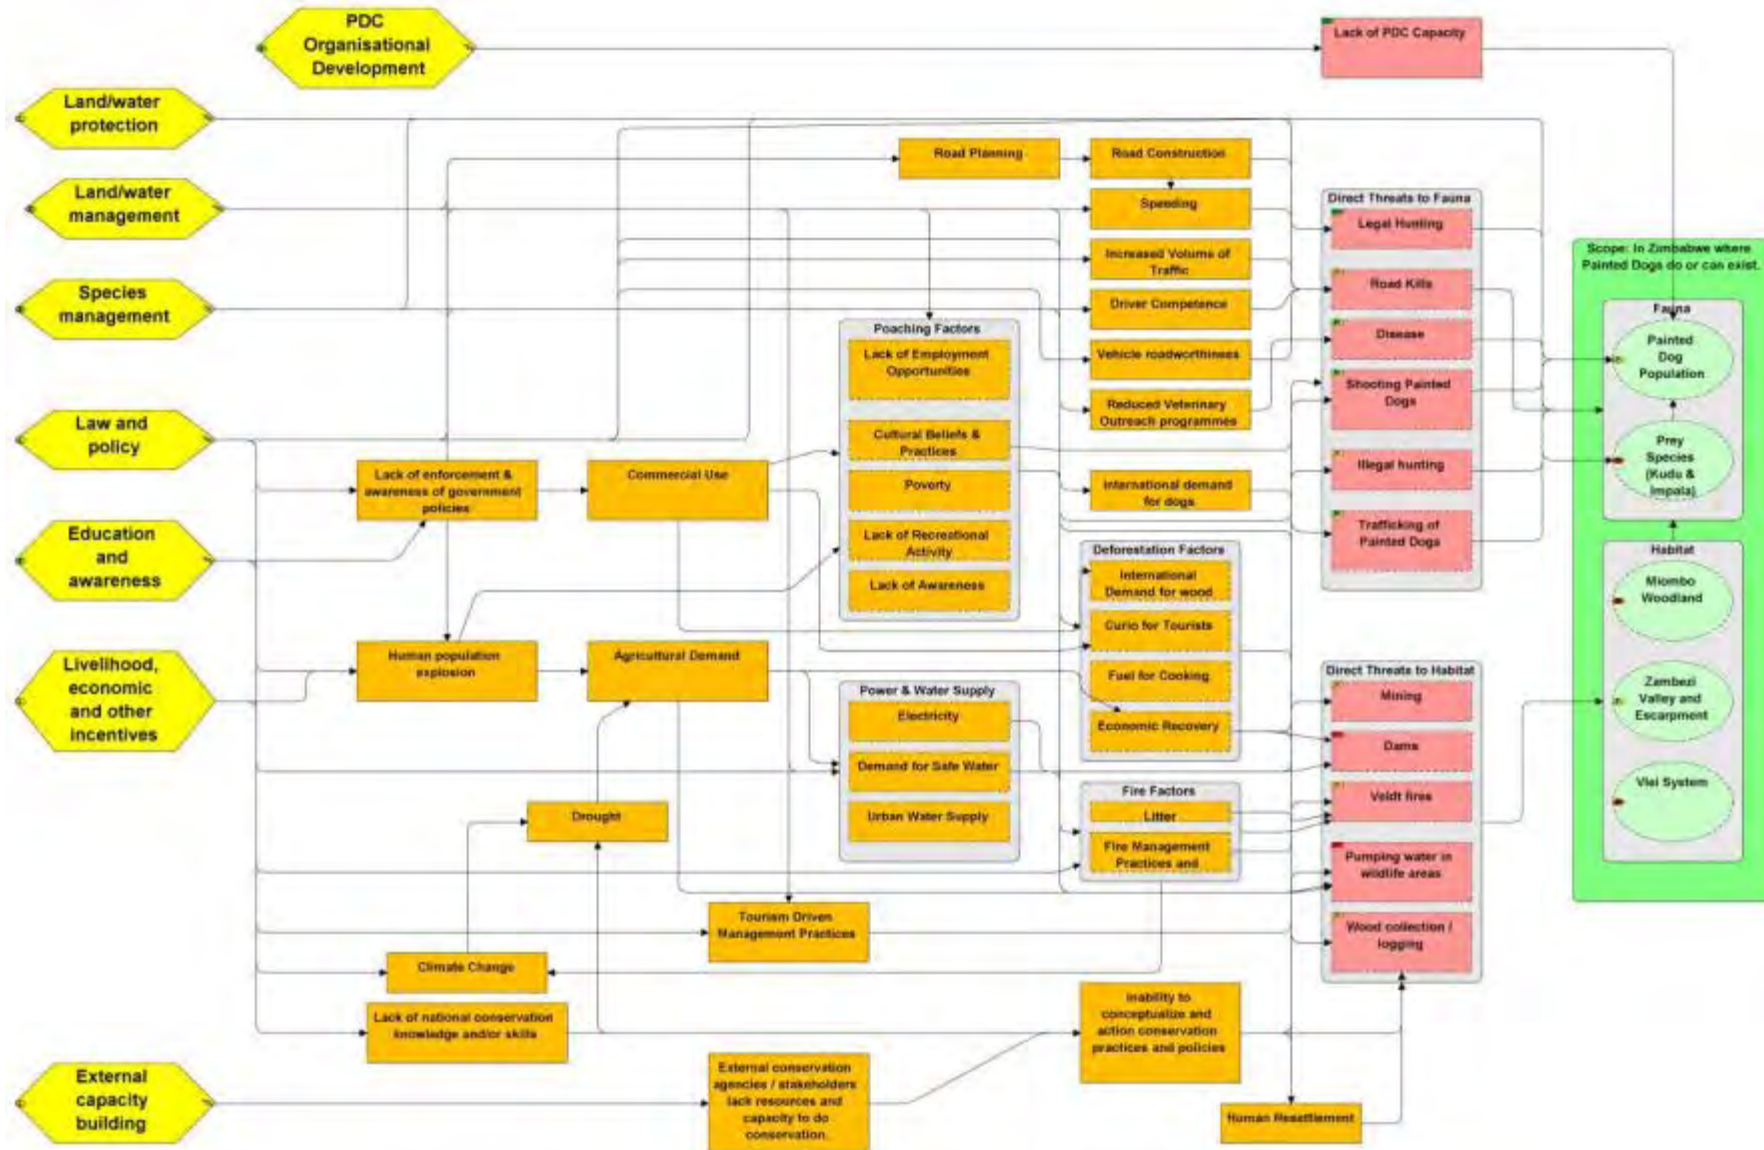 PDC
Organisational
Development
Lack of PDC Capacity
Land/water
protection
Road Planning
Road Construction
Land/water
management
Speeding
Direct Threats to Fauna
Legal Hunting
Scope: In Zimbabwe where
Painted Dogs do or can exist.
Increased Volume of
Traffic
Species
management
Driver Competence
Road Kills
Fauna
Poaching Factors
Lack of Employment
Opportunities
Vehicle roadworthiness
Disease
Painted
Dog
Population
Reduced Veterinary
Outreach programmes
Shooting Painted
Dogs
Law and
policy
Cultural Beliefs &
Practices
Prey
Species
(Kudu &
Impala)
Lack of enforcement &
awareness of government
policies
Commercial Use
Poverty
International demand
for dogs
Illegal hunting
Education
and
awareness
Lack of Recreational
Activity
Trafficking of
Painted Dogs
Lack of Awareness
Deforestation Factors
International
Demand for wood
Habitat
Miombo
Woodland
Curio for Tourists
Livelihood,
economic
and other
incentives
Human population
explosion
Agricultural Demand
Fuel for Cooking
Direct Threats to Habitat
Power & Water Supply
Electricity
Economic Recovery
Mining
Zambezi
Valley and
Escarpment
Demand for Safe Water
Dams
Urban Water Supply
Fire Factors
Litter
Veldt fires
Vlei System
Drought
Fire Management
Practices and
Pumping water in
wildlife areas
Tourism Driven
Management Practices
Wood collection /
logging
Climate Change
Lack of national conservation
knowledge and/or skills
Inability to
conceptualize and
action conservation
practices and policies
External
capacity
building
External conservation
agencies / stakeholders
lack resources and
capacity to do
conservation.
Human Resettlement